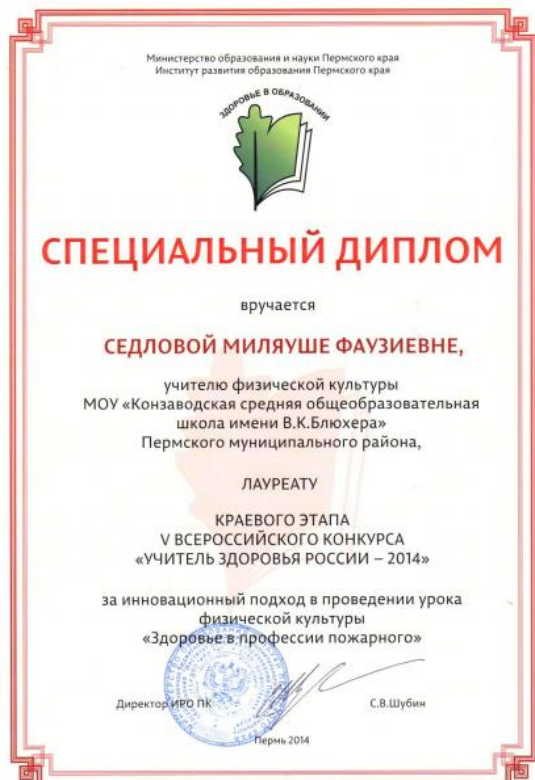 Министерство образования и науки Пермского края
Институт развития образования Пермского края
ЗДОРОВЬЕ В ОБРАЗОВАНИИ
СПЕЦИАЛЬНЫЙ ДИПЛОМ
вручается
СЕДЛОВОЙ МИЛЯУШЕ ФАУЗИЕВНЕ,
учителю физической культуры
МОУ «Конзаводская средняя общеобразовательная
школа имени В.К.Блюхера»
Пермского муниципального района,
ЛАУРЕАТУ
КРАЕВОГО ЭТАПА
V ВСЕРОССИЙСКОГО КОНКУРСА
«УЧИТЕЛЬ ЗДОРОВЬЯ РОССИИ – 2014»
за инновационный подход в проведении урока
физической культуры
«Здоровье в профессии пожарного»
Директор ИРО ПК
С.В.Шубин
Пермь 2014